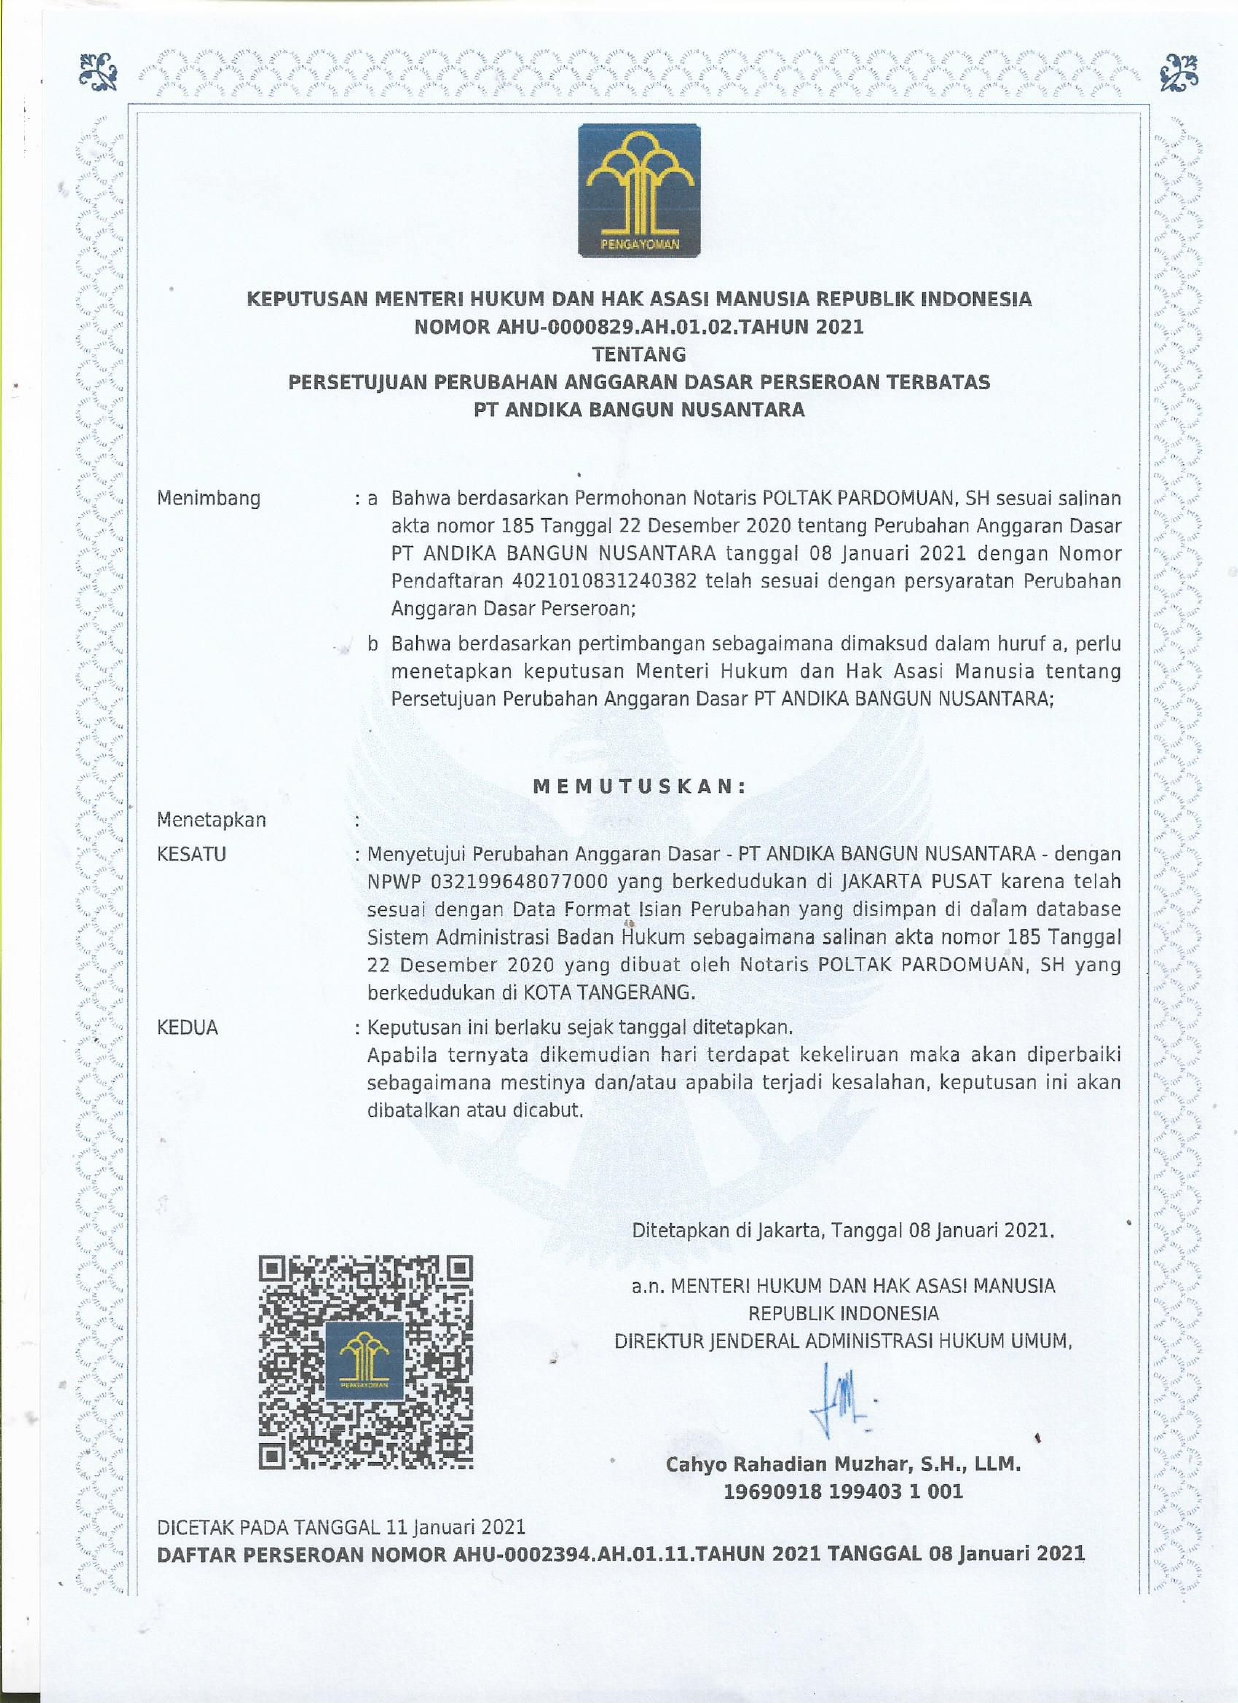 PENGAYOMAN
KEPUTUSAN MENTERI HUKUM DAN HAK ASASI MANUSIA REPUBLIK INDONESIA
NOMOR AHU-0000829.AH.01.02.TAHUN 2021
TENTANG
PERSETUJUAN PERUBAHAN ANGGARAN DASAR PERSEROAN TERBATAS
PT ANDIKA BANGUN NUSANTARA
Menimbang : a Bahwa berdasarkan Permohonan Notaris POLTAK PARDOMUAN, SH sesuai salinan
akta nomor 185 Tanggal 22 Desember 2020 tentang Perubahan Anggaran Dasar
PT ANDIKA BANGUN NUSANTARA tanggal 08 Januari 2021 dengan Nomor
Pendaftaran 4021010831240382 telah sesuai dengan persyaratan Perubahan
Anggaran Dasar Perseroan;
b Bahwa berdasarkan pertimbangan sebagaimana dimaksud dalam huruf a, perlu
menetapkan keputusan Menteri Hukum dan Hak Asasi Manusia tentang
Persetujuan Perubahan Anggaran Dasar PT ANDIKA BANGUN NUSANTARA;
M E M U T U S K A N :
Menetapkan :
KESATU : Menyetujui Perubahan Anggaran Dasar - PT ANDIKA BANGUN NUSANTARA - dengan
NPWP 032199648077000 yang berkedudukan di JAKARTA PUSAT karena telah
sesuai dengan Data Format Isian Perubahan yang disimpan di dalam database
Sistem Administrasi Badan Hukum sebagaimana salinan akta nomor 185 Tanggal
22 Desember 2020 yang dibuat oleh Notaris POLTAK PARDOMUAN, SH yang
berkedudukan di KOTA TANGERANG.
KEDUA : Keputusan ini berlaku sejak tanggal ditetapkan.
Apabila ternyata dikemudian hari terdapat kekeliruan maka akan diperbaiki
sebagaimana mestinya dan/atau apabila terjadi kesalahan, keputusan ini akan
dibatalkan atau dicabut.
Ditetapkan di Jakarta, Tanggal 08 Januari 2021.
a.n. MENTERI HUKUM DAN HAK ASASI MANUSIA
REPUBLIK INDONESIA
DIREKTUR JENDERAL ADMINISTRASI HUKUM UMUM,
PENGAYOMAN
Cahyo Rahadian Muzhar, S.H., LLM.
19690918 199403 1 001
DICETAK PADA TANGGAL 11 Januari 2021
DAFTAR PERSEROAN NOMOR AHU-0002394.AH.01.11.TAHUN 2021 TANGGAL 08 Januari 2021